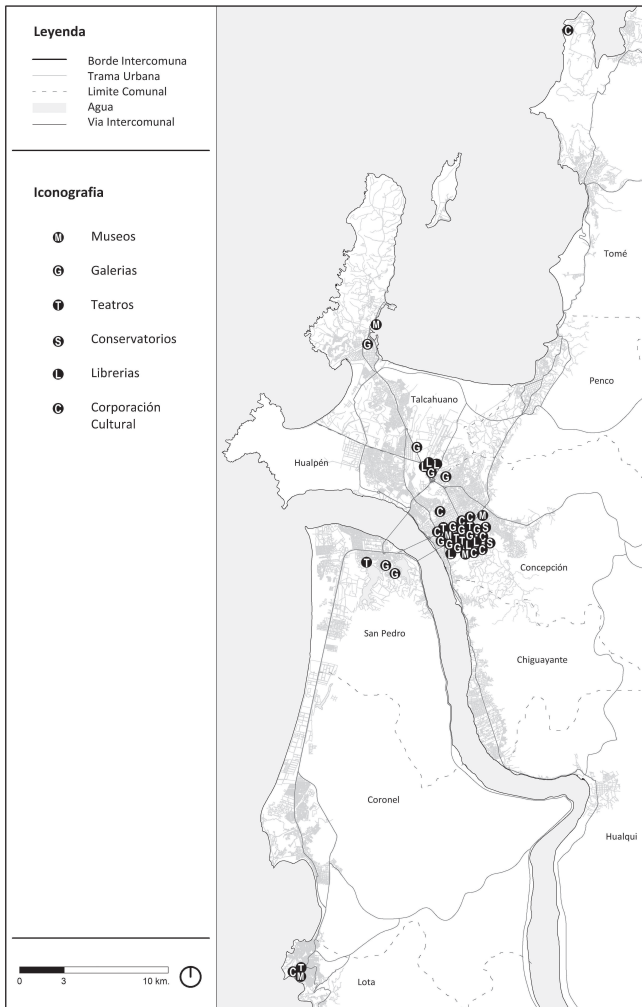 Leyenda
Borde Intercomuna
Trama Urbana
Limite Comunal
Agua
Via Intercomunal
Iconografia
M Museos
G Galerias
T Teatros
S Conservatorios
L Librerias
C Corporación
Cultural
0 3 10 km.
C
Tomé
M
G
Penco
Talcahuano
G
Hualpén
L L L
G G
C
C C M
C T G G T G S
G M T T G C
G G T L L S
L M C C C
Concepción
T G G
San Pedro
Chiguayante
Coronel
Hualqui
C T M
Lota